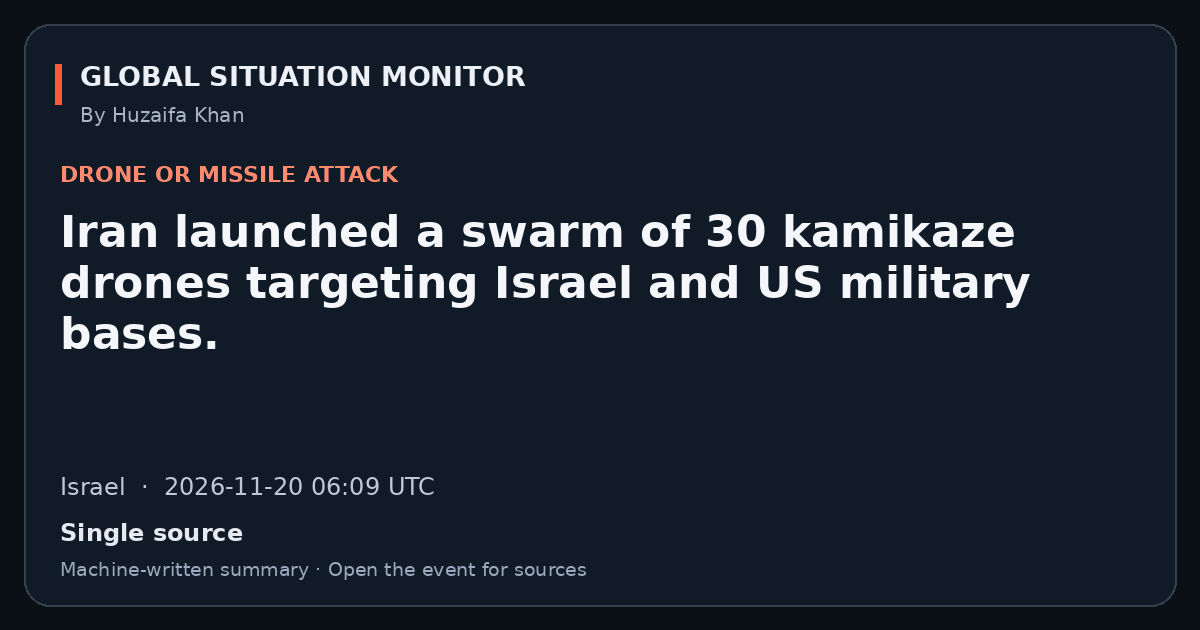 GLOBAL SITUATION MONITOR
By Huzaifa Khan
DRONE OR MISSILE ATTACK
Iran launched a swarm of 30 kamikaze
drones targeting Israel and US military
bases.
Israel · 2026-11-20 06:09 UTC
Single source
Machine-written summary · Open the event for sources